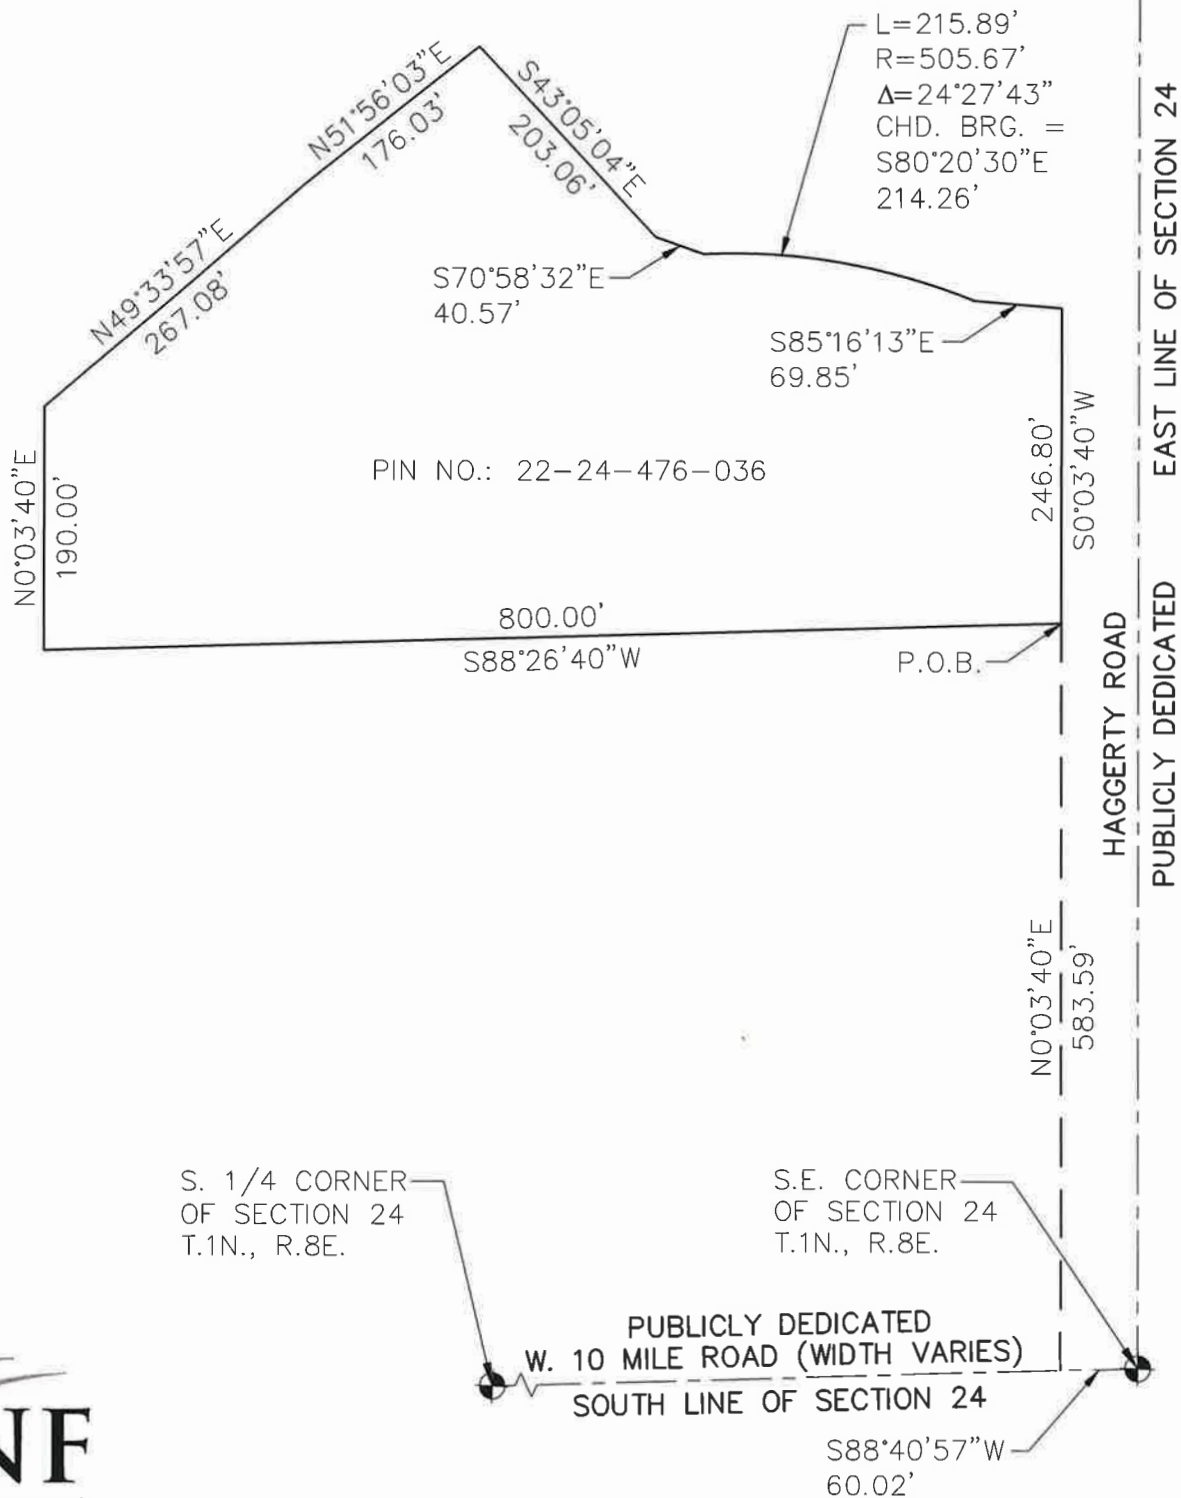 L=215.89'
R=505.67'
Δ=24°27'43"
CHD. BRG. =
S80°20'30"E
214.26'
N51°56'03"E
176.03'
S43°05'04"E
203.06'
N49°33'57"E
267.08'
S70°58'32"E
40.57'
S85°16'13"E
69.85'
EAST LINE OF SECTION 24
N0°03'40"E
190.00'
PIN NO.: 22-24-476-036
246.80'
S0°03'40"W
800.00'
S88°26'40"W
P.O.B.
HAGGERTY ROAD
PUBLICLY DEDICATED
N0°03'40"E
583.59'
S. 1/4 CORNER
OF SECTION 24
T.1N., R.8E.
S.E. CORNER
OF SECTION 24
T.1N., R.8E.
PUBLICLY DEDICATED
W. 10 MILE ROAD (WIDTH VARIES)
SOUTH LINE OF SECTION 24
S88°40'57"W
60.02'
NF